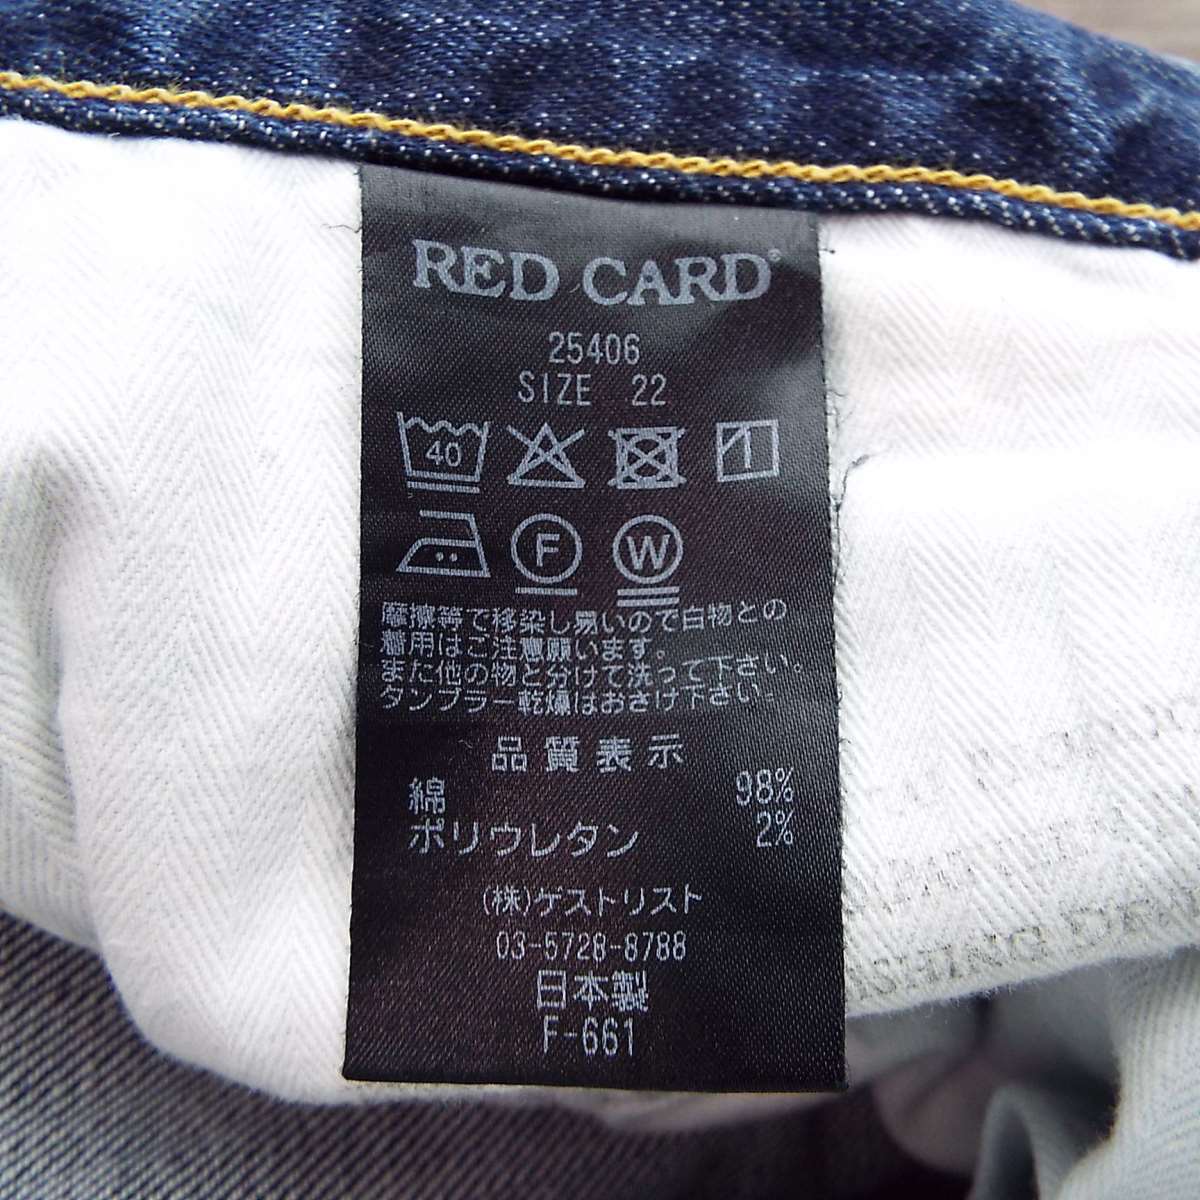 RED CARD®
25406
SIZE 22
40
1
F W
摩擦等で移染し易いので白物との
着用はご注意願います。
また他の物と分けて洗って下さい。
タンブラー乾燥はおさけ下さい。
品質表示
綿 98%
ポリウレタン 2%
(株)ゲストリスト
03-5728-8788
日本製
F-661